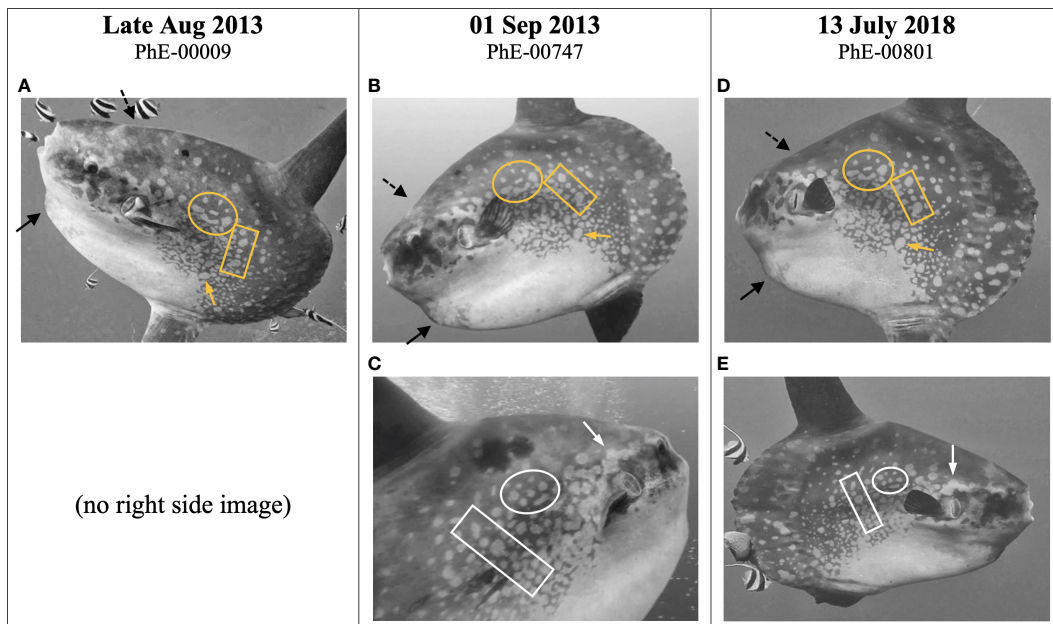 Late Aug 2013
PhE-00009
01 Sep 2013
PhE-00747
13 July 2018
PhE-00801
A
B
D
C
E
(no right side image)